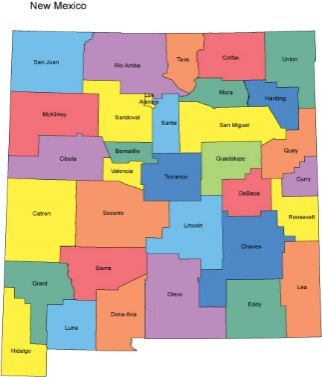 New Mexico
San Juan
Rio Arriba
Taos
Colfax
Union
Los
Alamos
Mora
Harding
McKinley
Sandoval
Santa
San Miguel
Bernalillo
Cibola
Valencia
Torrance
Guadalupe
Quay
Curry
DeBaca
Catron
Socorro
Lincoln
Roosevelt
Chaves
Sierra
Grant
Otero
Lea
Eddy
Luna
Dona Ana
Hidalgo